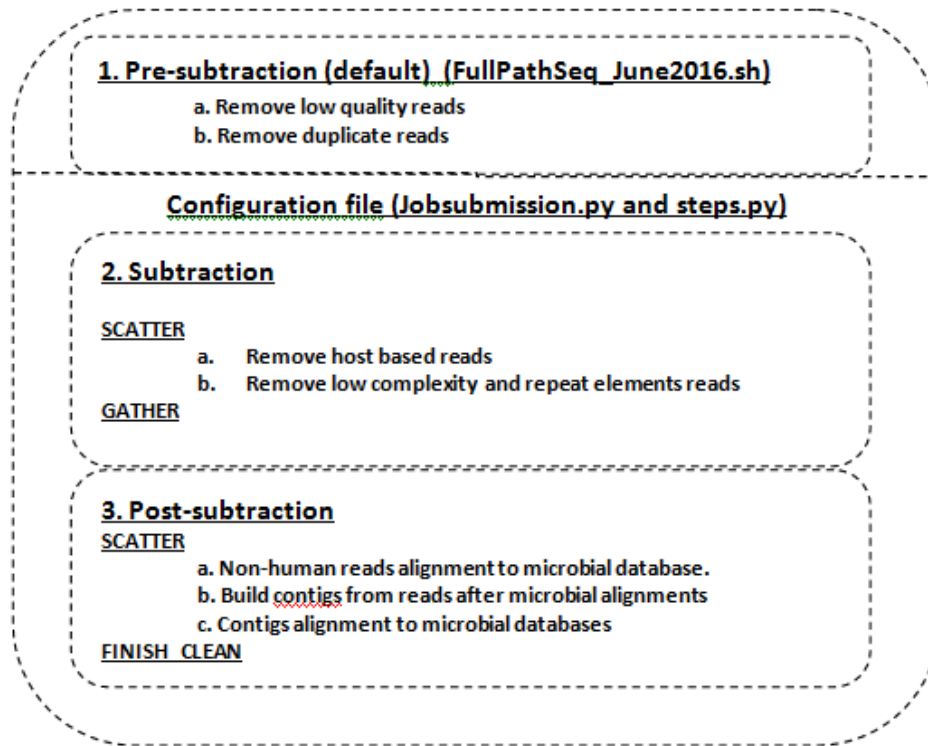 1. Pre-subtraction (default) (FullPathSeq_June2016.sh)
a. Remove low quality reads
b. Remove duplicate reads
Configuration file (Jobsubmission.py and steps.py)
2. Subtraction
SCATTER
a. Remove host based reads
b. Remove low complexity and repeat elements reads
GATHER
3. Post-subtraction
SCATTER
a. Non-human reads alignment to microbial database.
b. Build contigs from reads after microbial alignments
c. Contigs alignment to microbial databases
FINISH_CLEAN